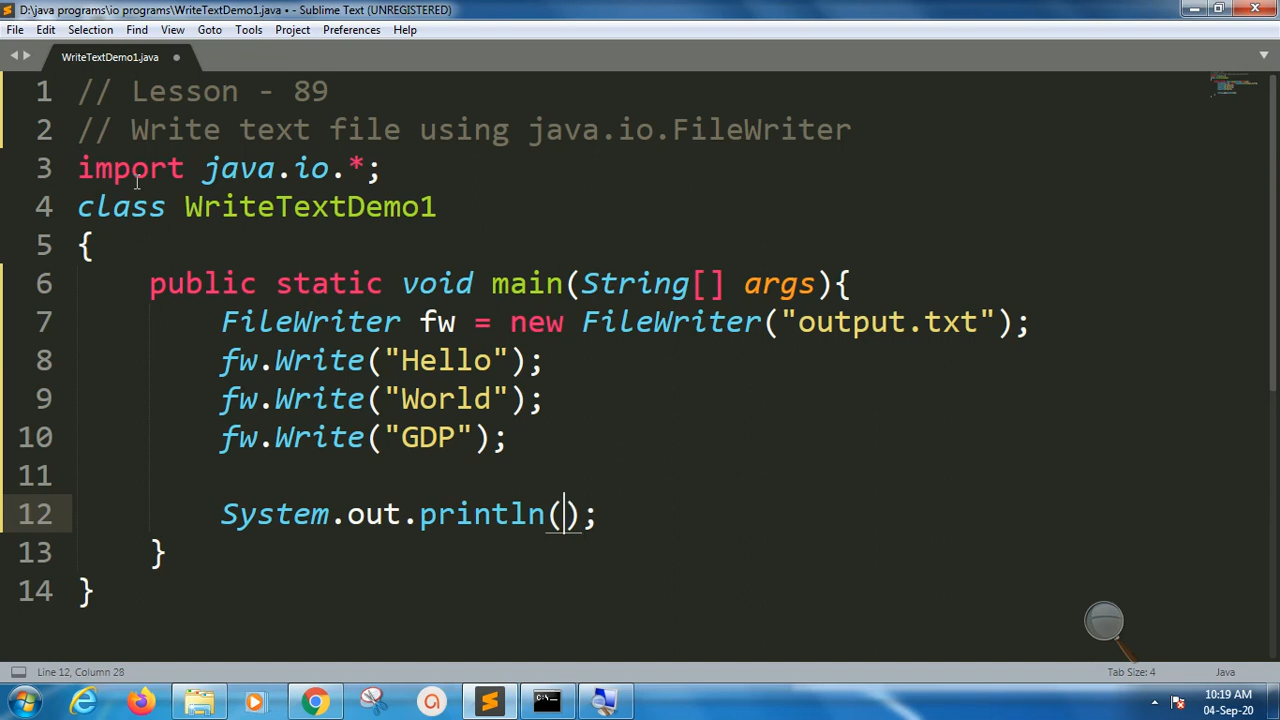 D:\java programs\io programs\WriteTextDemo1.java • - Sublime Text (UNREGISTERED)
File Edit Selection Find View Goto Tools Project Preferences Help
WriteTextDemo1.java
1 // Lesson - 89
2 // Write text file using java.io.FileWriter
3 import java.io.*;
4 class WriteTextDemo1
5 {
6 public static void main(String[] args){
7 FileWriter fw = new FileWriter("output.txt");
8 fw.Write("Hello");
9 fw.Write("World");
10 fw.Write("GDP");
11
12 System.out.println();
13 }
14 }
Line 12, Column 28 Tab Size: 4 Java
10:19 AM
04-Sep-20